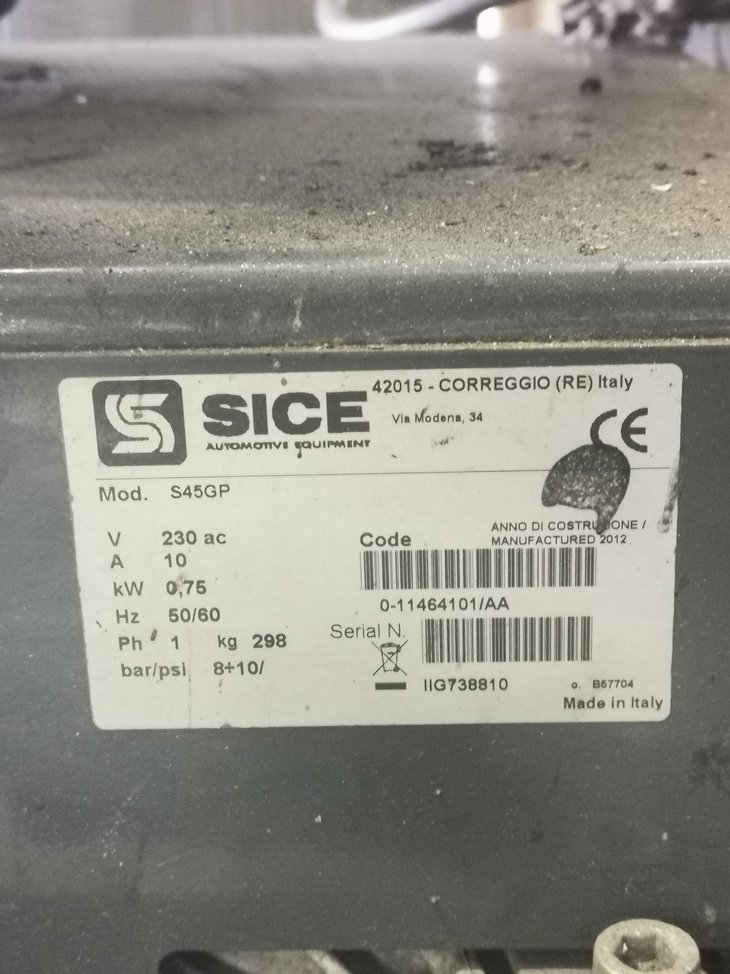 SICE
AUTOMOTIVE EQUIPMENT
42015 - CORREGGIO (RE) Italy
Via Modena, 34
CE
Mod. S45GP
V 230 ac
A 10
kW 0,75
Hz 50/60
Ph 1 kg 298
bar/psi 8÷10/
ANNO DI COSTRUZIONE /
MANUFACTURED 2012
Code
0-11464101/AA
Serial N.
IIG738810
o. B67704
Made in Italy